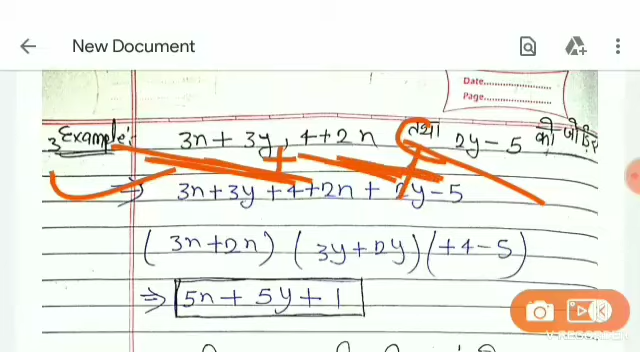 New Document
Date
Page
Example:- 3n + 3y, 4+2n तथा 2y-5 को जोड़िए
⇒ 3n+3y+4+2n+2y-5
(3n+2n) (3y+2y) (+4-5)
⇒ 5n + 5y + 1
V RECORDER